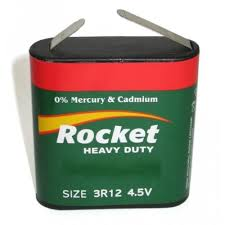 0% Mercury & Cadmium
Rocket
HEAVY DUTY
SIZE 3R12 4.5V